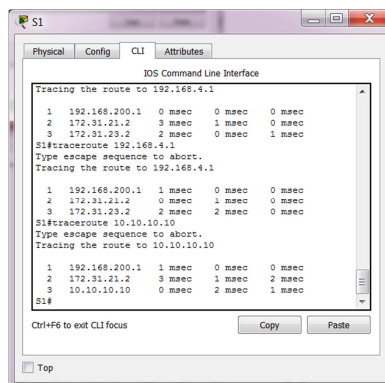 S1
Physical Config CLI Attributes
IOS Command Line Interface
Tracing the route to 192.168.4.1
1 192.168.200.1 0 msec 0 msec 0 msec
2 172.31.21.2 3 msec 1 msec 0 msec
3 172.31.23.2 2 msec 0 msec 1 msec
S1#traceroute 192.168.4.1
Type escape sequence to abort.
Tracing the route to 192.168.4.1
1 192.168.200.1 1 msec 0 msec 0 msec
2 172.31.21.2 0 msec 1 msec 0 msec
3 172.31.23.2 2 msec 2 msec 0 msec
S1#traceroute 10.10.10.10
Type escape sequence to abort.
Tracing the route to 10.10.10.10
1 192.168.200.1 1 msec 0 msec 0 msec
2 172.31.21.2 3 msec 1 msec 2 msec
3 10.10.10.10 0 msec 2 msec 1 msec
S1#
Ctrl+F6 to exit CLI focus
Copy Paste
Top